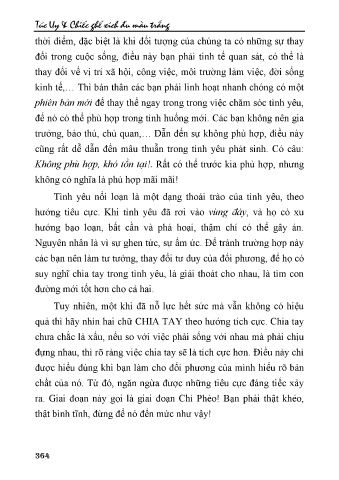 Túc Uy & Chiếc ghế xích đu màu trắng
thời điểm, đặc biệt là khi đối tượng của chúng ta có những sự thay
đổi trong cuộc sống, điều này bạn phải tinh tế quan sát, có thể là
thay đổi về vị trí xã hội, công việc, môi trường làm việc, đời sống
kinh tế,… Thì bản thân các bạn phải linh hoạt nhanh chóng có một
phiên bản mới để thay thế ngay trong trong việc chăm sóc tình yêu,
để nó có thể phù hợp trong tình huống mới. Các bạn không nên gia
trưởng, bảo thủ, chủ quan,… Dẫn đến sự không phù hợp, điều này
cũng rất dễ dẫn đến mâu thuẫn trong tình yêu phát sinh. Có câu:
Không phù hợp, khó tồn tại!. Rất có thể trước kia phù hợp, nhưng
không có nghĩa là phù hợp mãi mãi!
Tình yêu nổi loạn là một dạng thoái trào của tình yêu, theo
hướng tiêu cực. Khi tình yêu đã rơi vào vùng đáy, và họ có xu
hướng bạo loạn, bất cần và phá hoại, thậm chí có thể gây án.
Nguyên nhân là vì sự ghen tức, sự ấm ức. Để tránh trường hợp này
các bạn nên làm tư tưởng, thay đổi tư duy của đối phương, để họ có
suy nghĩ chia tay trong tình yêu, là giải thoát cho nhau, là tìm con
đường mới tốt hơn cho cả hai.
Tuy nhiên, một khi đã nỗ lực hết sức mà vẫn không có hiệu
quả thì hãy nhìn hai chữ CHIA TAY theo hướng tích cực. Chia tay
chưa chắc là xấu, nếu so với việc phải sống với nhau mà phải chịu
đựng nhau, thì rõ ràng việc chia tay sẽ là tích cực hơn. Điều này chỉ
được hiểu đúng khi bạn làm cho đối phương của mình hiểu rõ bản
chất của nó. Từ đó, ngăn ngừa được những tiêu cực đáng tiếc xảy
ra. Giai đoạn này gọi là giai đoạn Chí Phèo! Bạn phải thật khéo,
thật bình tĩnh, đừng để nó đến mức như vậy!
364